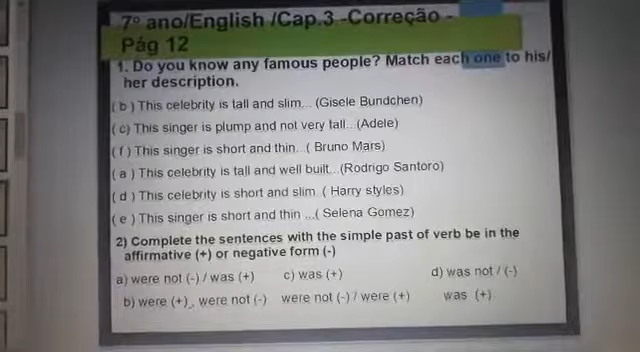 7º ano/English /Cap.3 -Correção -
Pág 12
1. Do you know any famous people? Match each one to his/
her description.
( b ) This celebrity is tall and slim... (Gisele Bundchen)
( c) This singer is plump and not very tall...(Adele)
( f ) This singer is short and thin...( Bruno Mars)
( a ) This celebrity is tall and well built...(Rodrigo Santoro)
( d ) This celebrity is short and slim. ( Harry styles)
( e ) This singer is short and thin ...( Selena Gomez)
2) Complete the sentences with the simple past of verb be in the
affirmative (+) or negative form (-)
a) were not (-) / was (+) c) was (+) d) was not / (-)
b) were (+), were not (-) were not (-) / were (+) was (+)